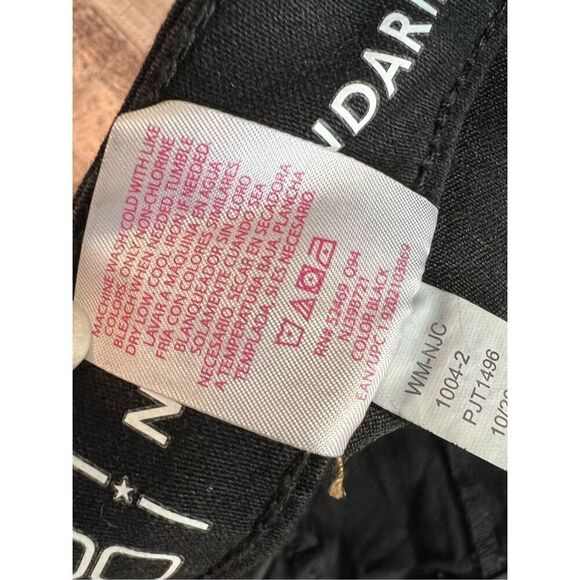 NDARI
MACHINE WASH COLD WITH LIKE
COLORS. ONLY NON-CHLORINE
BLEACH WHEN NEEDED. TUMBLE
DRY LOW. COOL IRON IF NEEDED.
LAVAR A MAQUINA EN AGUA
FRÍA CON COLORES SIMILARES.
BLANQUEADOR SIN CLORO
SOLAMENTE CUANDO SEA
NECESARIO. SECAR EN SECADORA
A TEMPERATURA BAJA. PLANCHA
TEMPLADA, SI ES NECESARIO
RN# 52469 Q84
COLOR BLACK
WM-NJC
1004-2
PJT1496